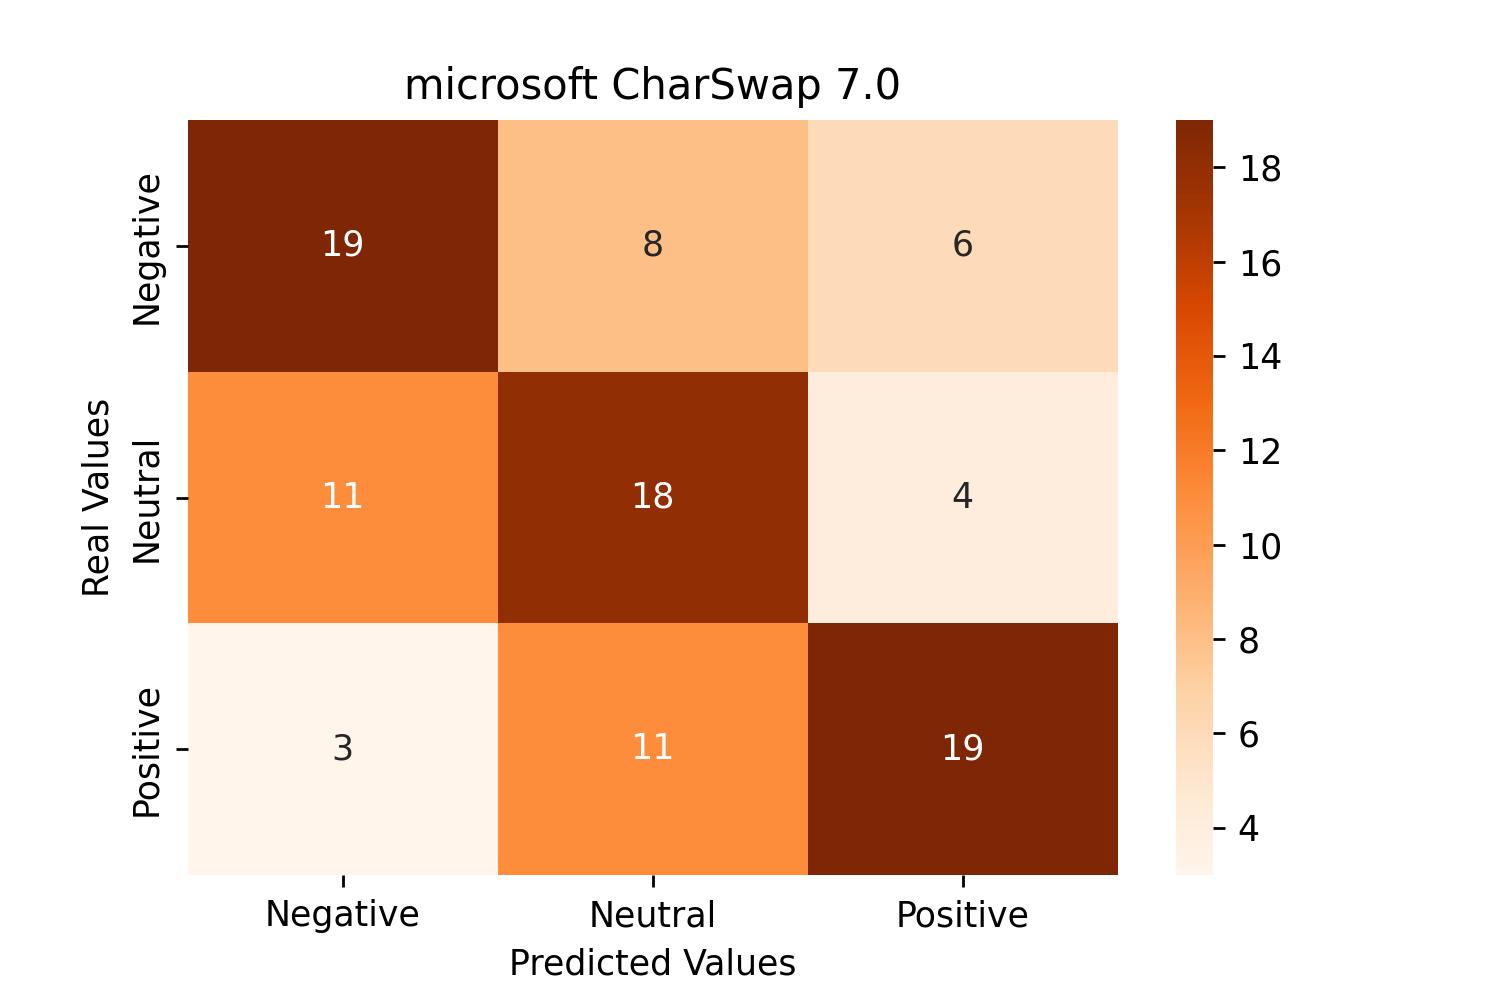 microsoft CharSwap 7.0
Real Values
Negative
19 8 6
Neutral
11 18 4
Positive
3 11 19
Negative Neutral Positive
Predicted Values
18
16
14
12
10
8
6
4